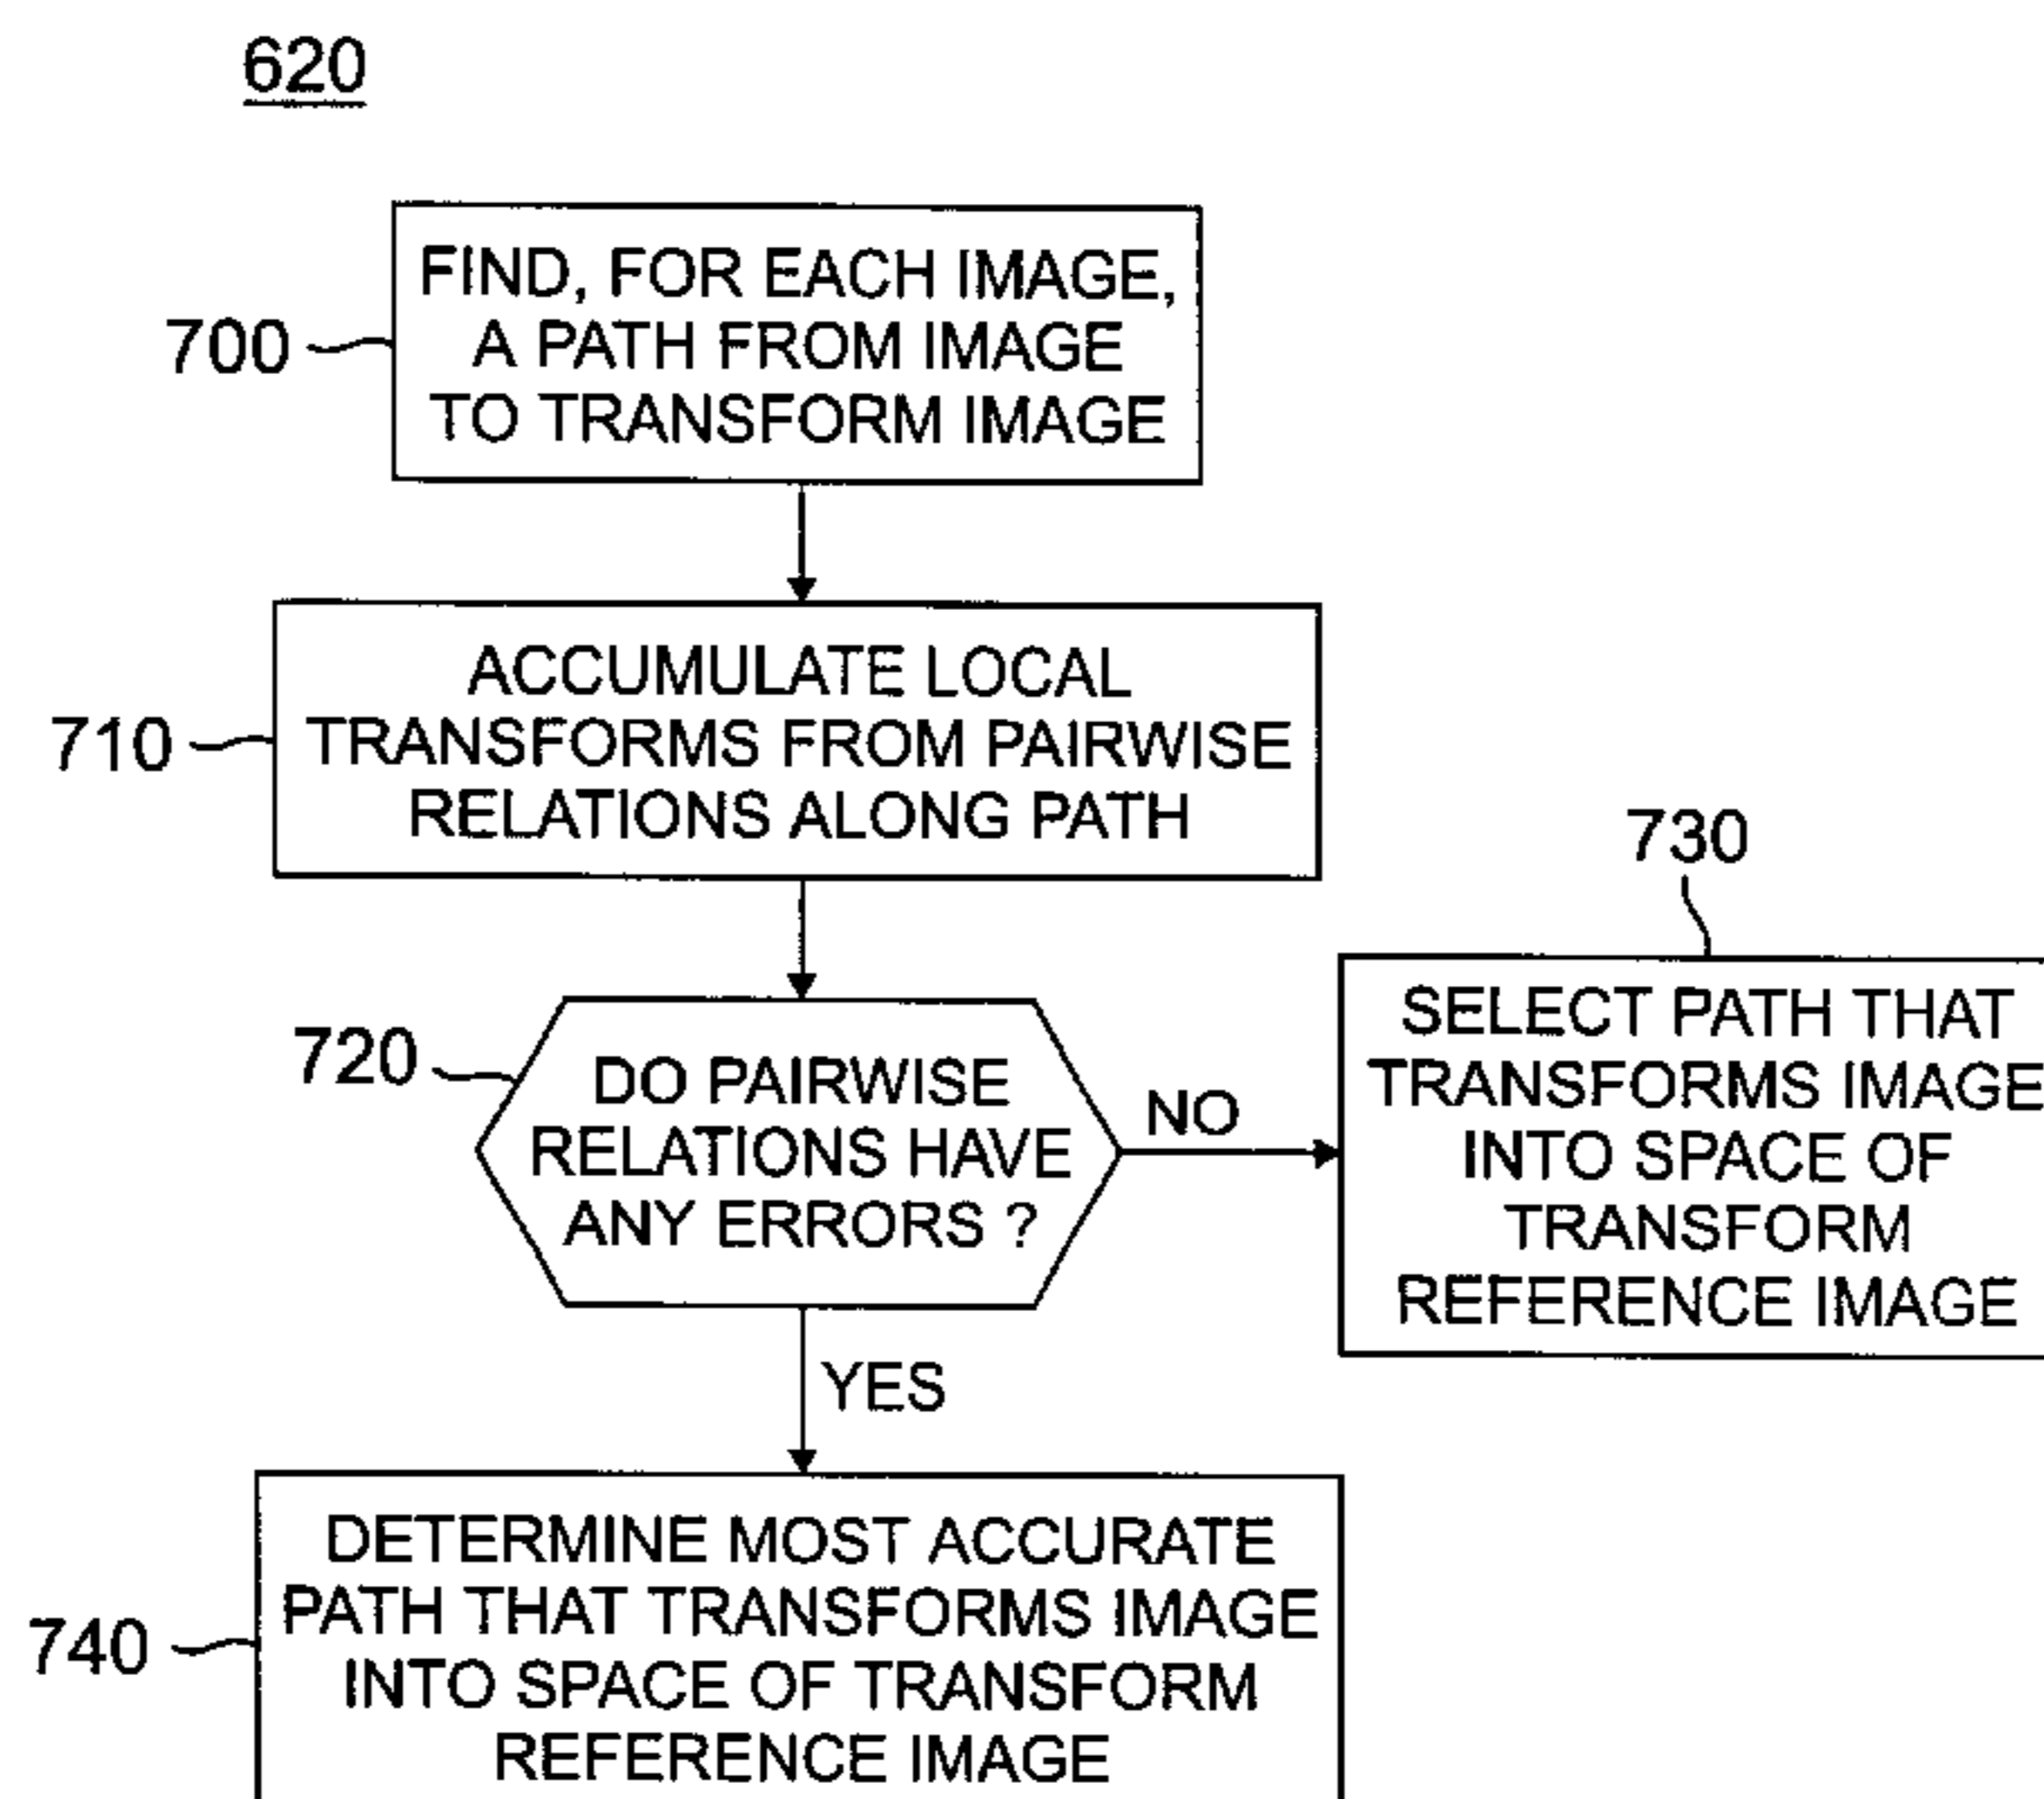 620
700
FIND, FOR EACH IMAGE,
A PATH FROM IMAGE
TO TRANSFORM IMAGE
710
ACCUMULATE LOCAL
TRANSFORMS FROM PAIRWISE
RELATIONS ALONG PATH
720
DO PAIRWISE
RELATIONS HAVE
ANY ERRORS ?
NO
730
SELECT PATH THAT
TRANSFORMS IMAGE
INTO SPACE OF
TRANSFORM
REFERENCE IMAGE
YES
740
DETERMINE MOST ACCURATE
PATH THAT TRANSFORMS IMAGE
INTO SPACE OF TRANSFORM
REFERENCE IMAGE